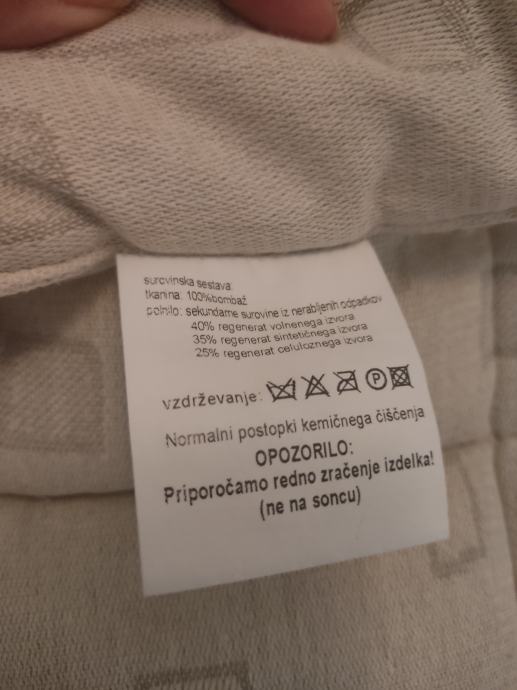 surovinska sestava:
tkanina: 100%bombaž
polnilo: sekundarne surovine iz nerabljenih odpadkov
40% regenerat volnenega izvora
35% regenerat sintetičnega izvora
25% regenerat celuloznega izvora
vzdrževanje: P
Normalni postopki kemičnega čiščenja
OPOZORILO:
Priporočamo redno zračenje izdelka!
(ne na soncu)